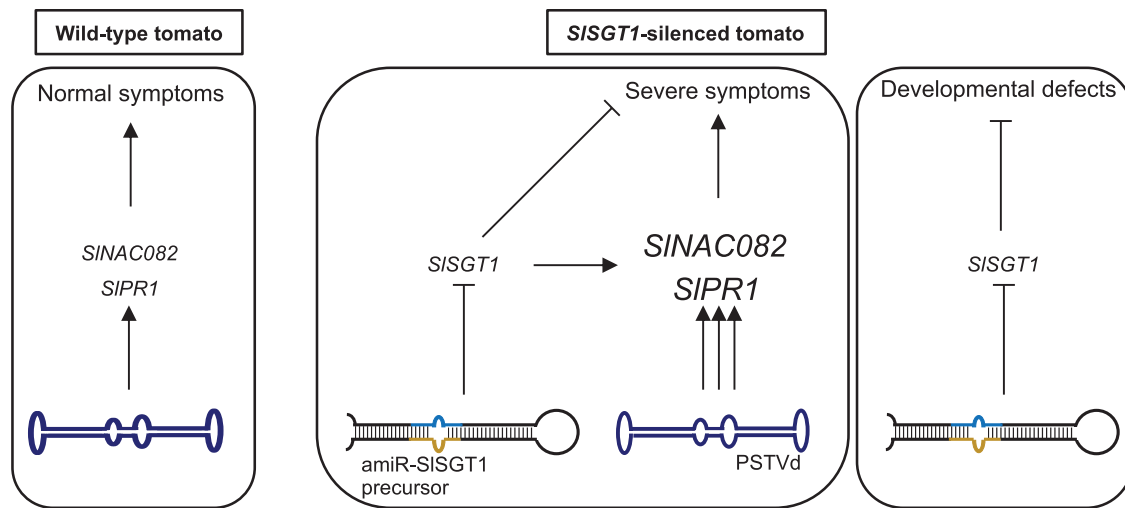 Wild-type tomato
SlSGT1-silenced tomato
Normal symptoms
Severe symptoms
Developmental defects
SlNAC082
SlPR1
SlSGT1
SlNAC082
SlPR1
SlSGT1
amiR-SlSGT1
precursor
PSTVd